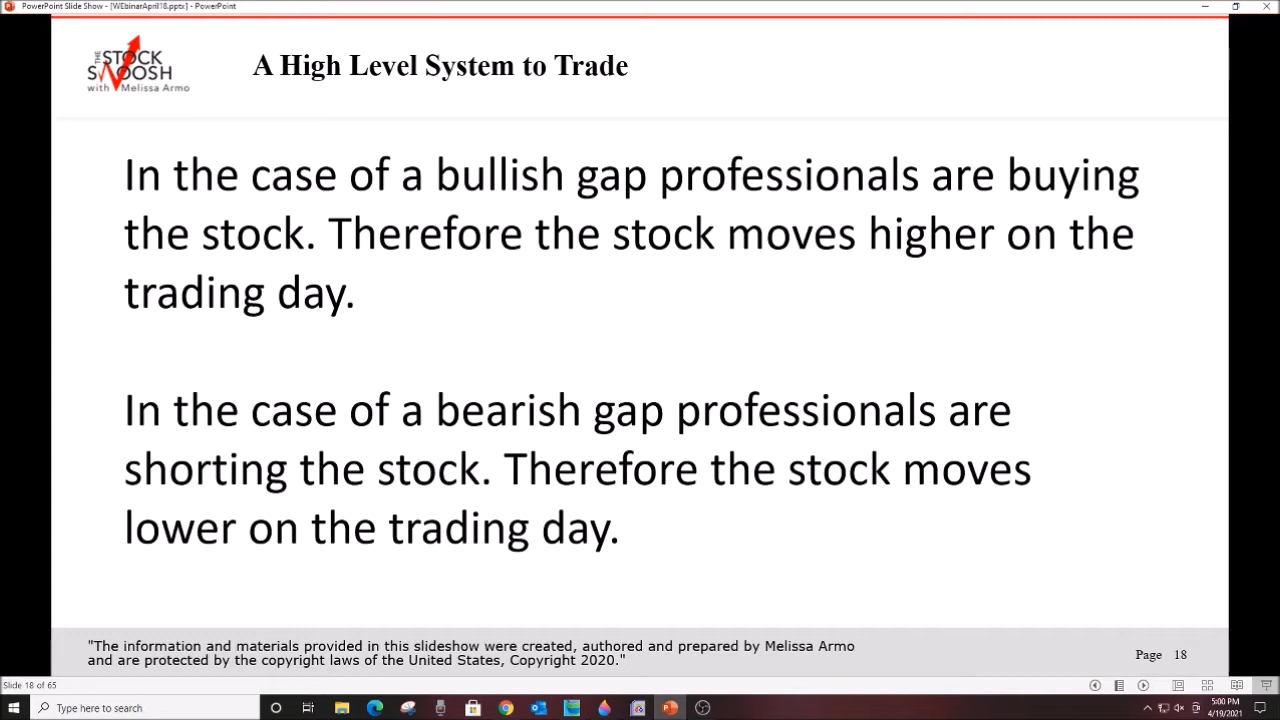 PowerPoint Slide Show - [WEbinarApril18.pptx] - PowerPoint
THE
STOCK
SWOOSH
with Melissa Armo
A High Level System to Trade
In the case of a bullish gap professionals are buying
the stock. Therefore the stock moves higher on the
trading day.
In the case of a bearish gap professionals are
shorting the stock. Therefore the stock moves
lower on the trading day.
"The information and materials provided in this slideshow were created, authored and prepared by Melissa Armo
and are protected by the copyright laws of the United States, Copyright 2020."
Page 18
Slide 18 of 65
Type here to search
5:00 PM
4/19/2021